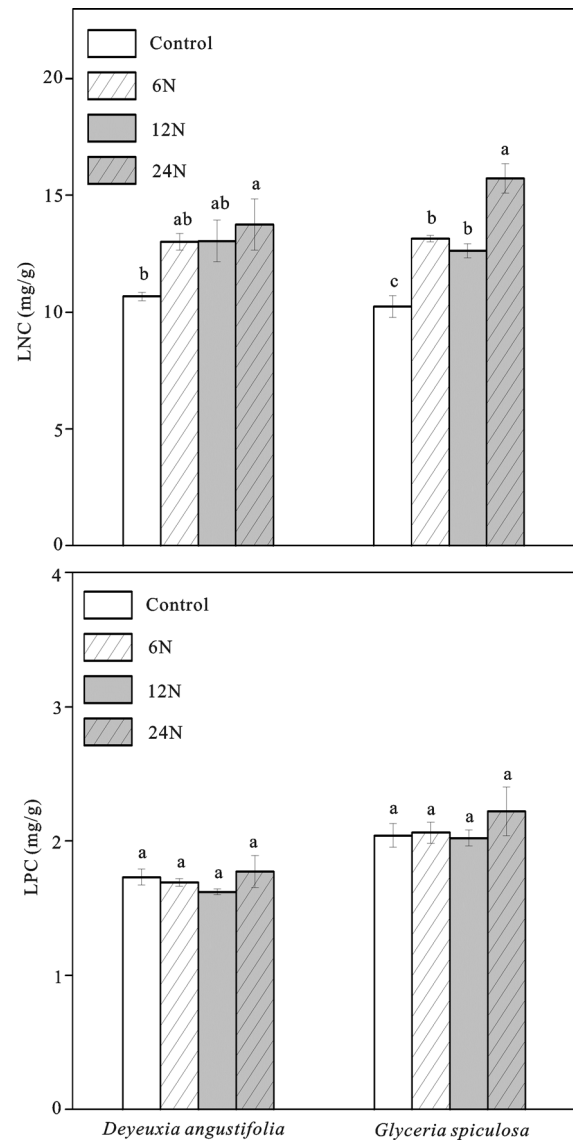 Control
6N
12N
24N
20
15
10
5
0
LNC (mg/g)
b
ab
ab
a
c
b
b
a
Control
6N
12N
24N
4
3
2
1
0
LPC (mg/g)
a
a
a
a
a
a
a
a
Deyeuxia angustifolia
Glyceria spiculosa